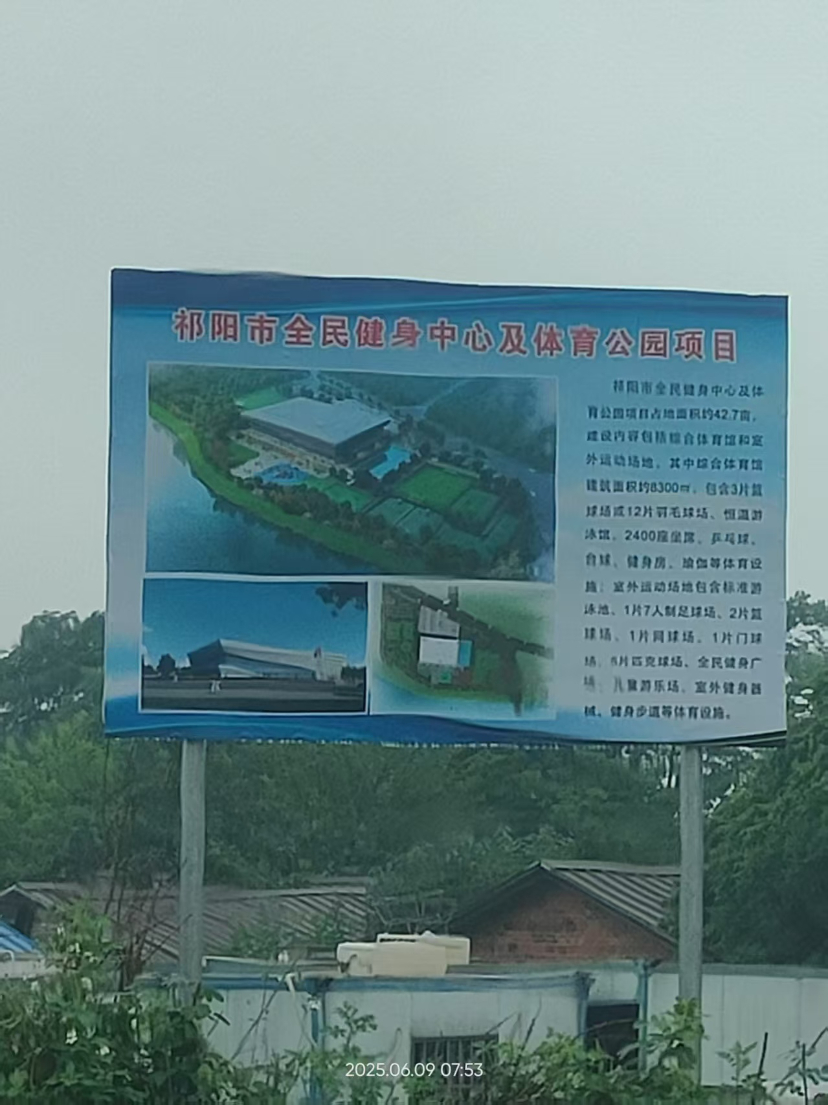 祁阳市全民健身中心及体育公园项目
祁阳市全民健身中心及体
育公园项目占地面积约42.7亩，
建设内容包括综合体育馆和室
外运动场地。其中综合体育馆
建筑面积约8300㎡，包含3片篮
球场或12片羽毛球场、恒温游
泳馆、2400座坐席、乒乓球、
台球、健身房、瑜伽等体育设
施；室外运动场地包含标准游
泳池、1片7人制足球场、2片篮
球场、1片网球场、1片门球
场、6片匹克球场、全民健身广
场、儿童游乐场、室外健身器
械、健身步道等体育设施。
2025.06.09 07:53